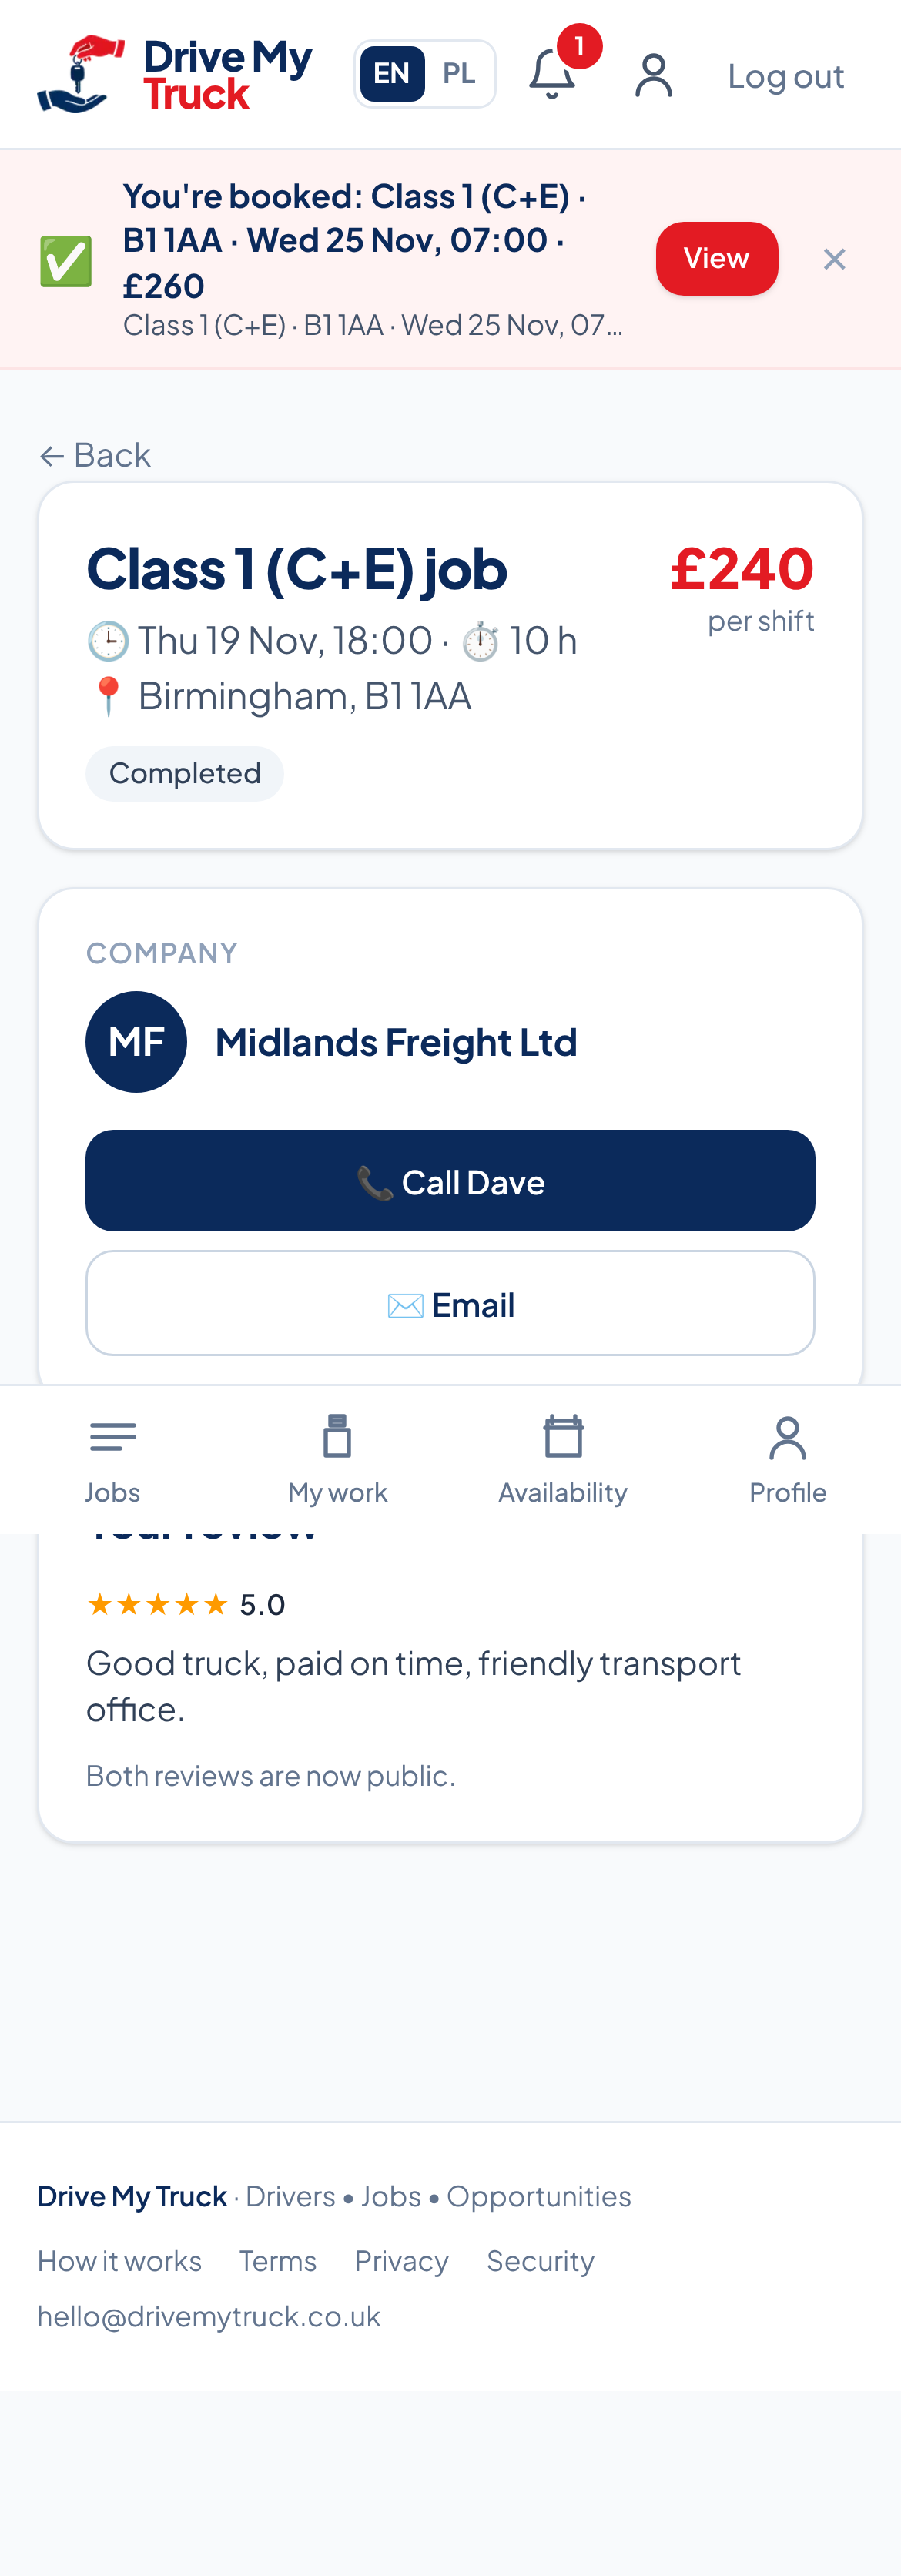 Drive My
Truck
EN PL
1
Log out
You're booked: Class 1 (C+E) ·
B1 1AA · Wed 25 Nov, 07:00 ·
£260
Class 1 (C+E) · B1 1AA · Wed 25 Nov, 07...
View
← Back
Class 1 (C+E) job
£240
per shift
Thu 19 Nov, 18:00 · 10 h
Birmingham, B1 1AA
Completed
COMPANY
MF
Midlands Freight Ltd
Call Dave
Email
Jobs
My work
Availability
Profile
Your review
★★★★★ 5.0
Good truck, paid on time, friendly transport
office.
Both reviews are now public.
Drive My Truck · Drivers • Jobs • Opportunities
How it works Terms Privacy Security
hello@drivemytruck.co.uk